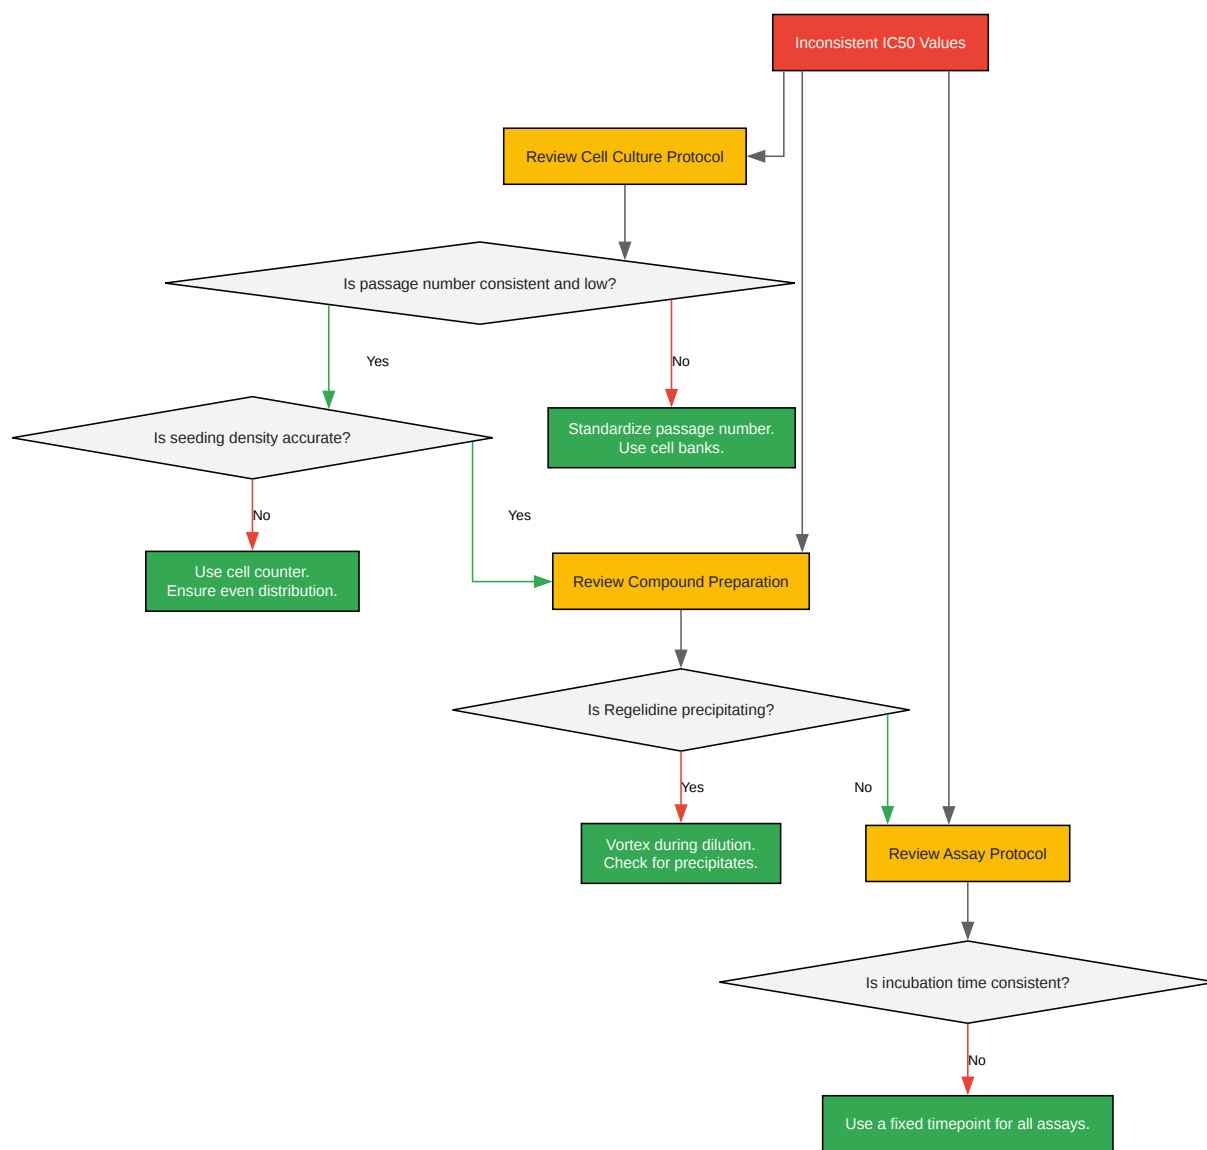 Inconsistent IC50 Values
Review Cell Culture Protocol
Is passage number consistent and low?
Yes
No
Is seeding density accurate?
Standardize passage number.
Use cell banks.
No
Yes
Use cell counter.
Ensure even distribution.
Review Compound Preparation
Is Regelidine precipitating?
Yes
No
Vortex during dilution.
Check for precipitates.
Review Assay Protocol
Is incubation time consistent?
No
Use a fixed timepoint for all assays.